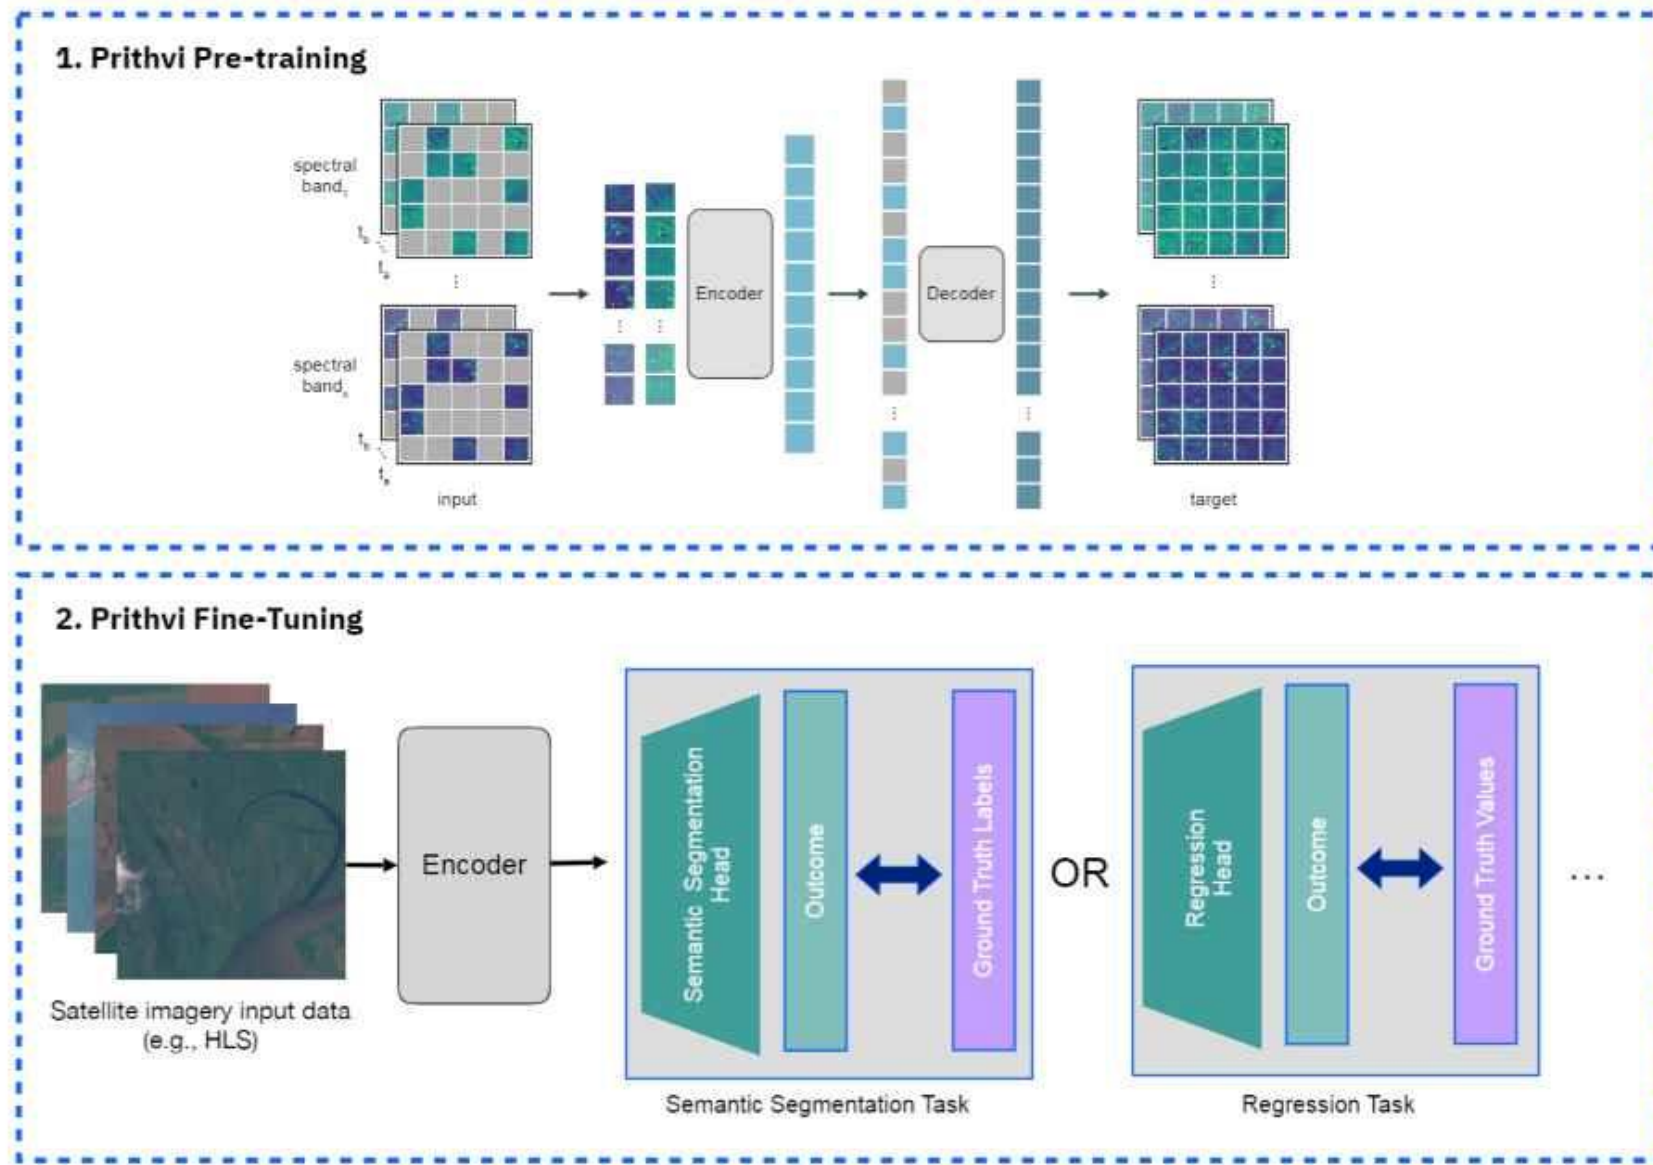 1. Prithvi Pre-training
spectral
band
t
t
⋮
spectral
band
t
t
input
Encoder
Decoder
target
2. Prithvi Fine-Tuning
Satellite imagery input data
(e.g., HLS)
Encoder
Semantic Segmentation
Head
Outcome
Ground Truth Labels
Semantic Segmentation Task
OR
Regression
Head
Outcome
Ground Truth Values
Regression Task
...